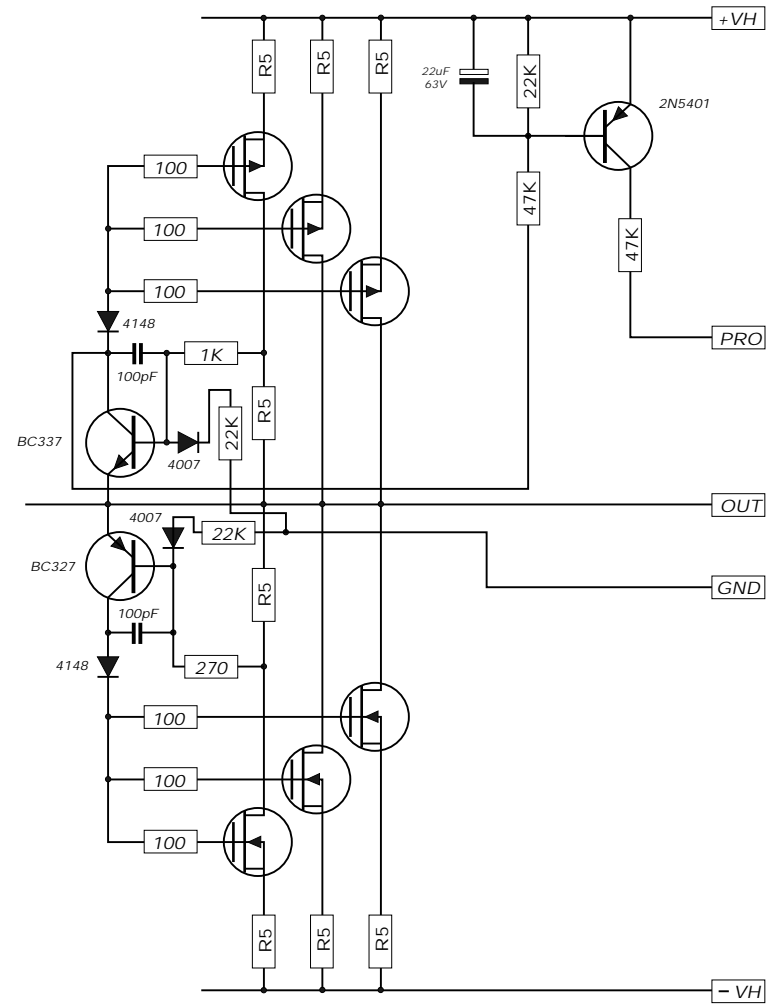 +VH
R5
R5
R5
22uF
63V
22K
2N5401
100
47K
100
47K
100
4148
PRO
1K
100pF
R5
22K
BC337
4007
OUT
4007
22K
BC327
GND
R5
100pF
4148
270
100
100
100
R5
R5
R5
– VH